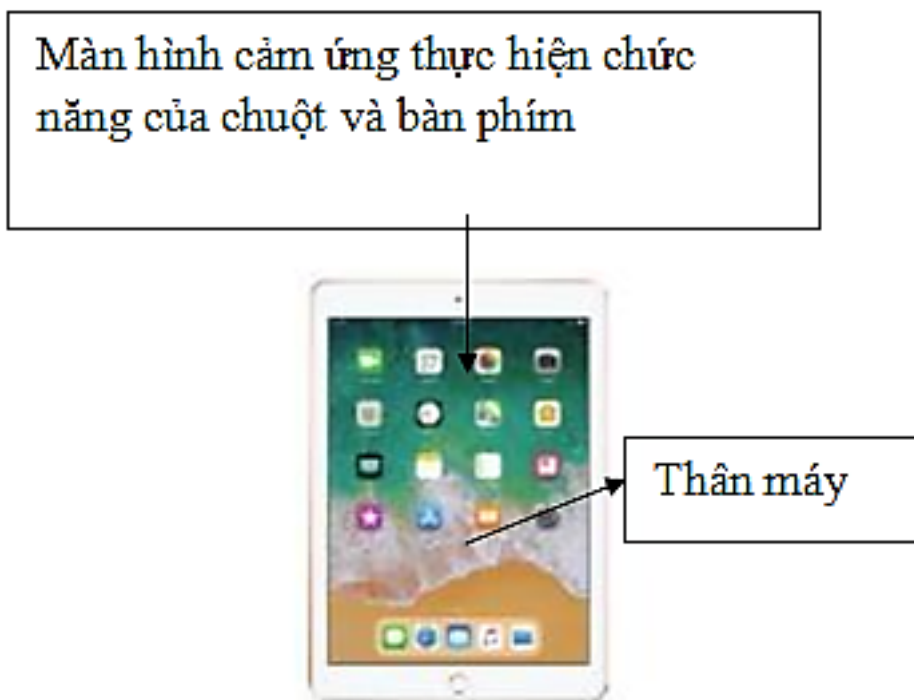 Màn hình cảm ứng thực hiện chức
năng của chuột và bàn phím
Thân máy